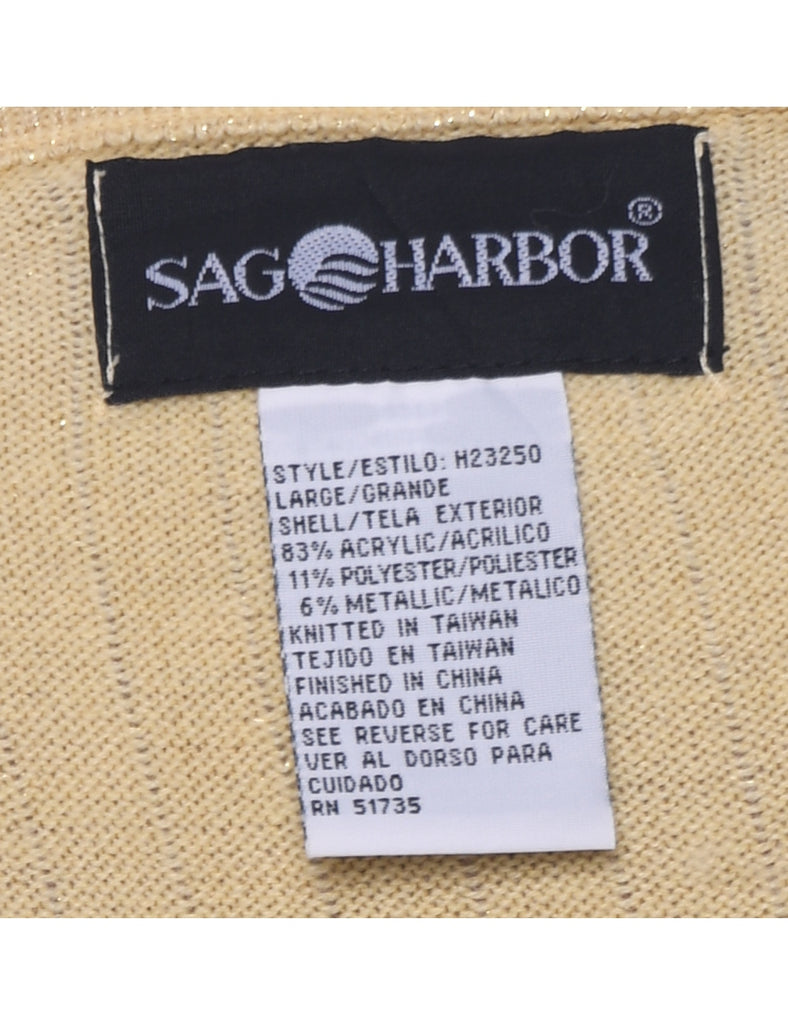 SAG HARBOR®
STYLE/ESTILO: H23250
LARGE/GRANDE
SHELL/TELA EXTERIOR
83% ACRYLIC/ACRILICO
11% POLYESTER/POLIESTER
6% METALLIC/METALICO
KNITTED IN TAIWAN
TEJIDO EN TAIWAN
FINISHED IN CHINA
ACABADO EN CHINA
SEE REVERSE FOR CARE
VER AL DORSO PARA
CUIDADO
RN 51735